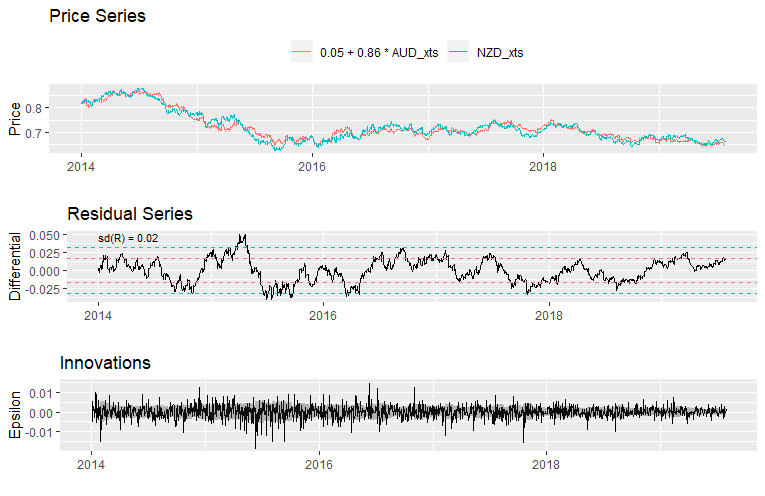 Price Series
0.05 + 0.86 * AUD_xts NZD_xts
Price
0.8
0.7
2014 2016 2018
Residual Series
sd(R) = 0.02
Differential
0.050
0.025
0.000
-0.025
2014 2016 2018
Innovations
Epsilon
0.01
0.00
-0.01
2014 2016 2018